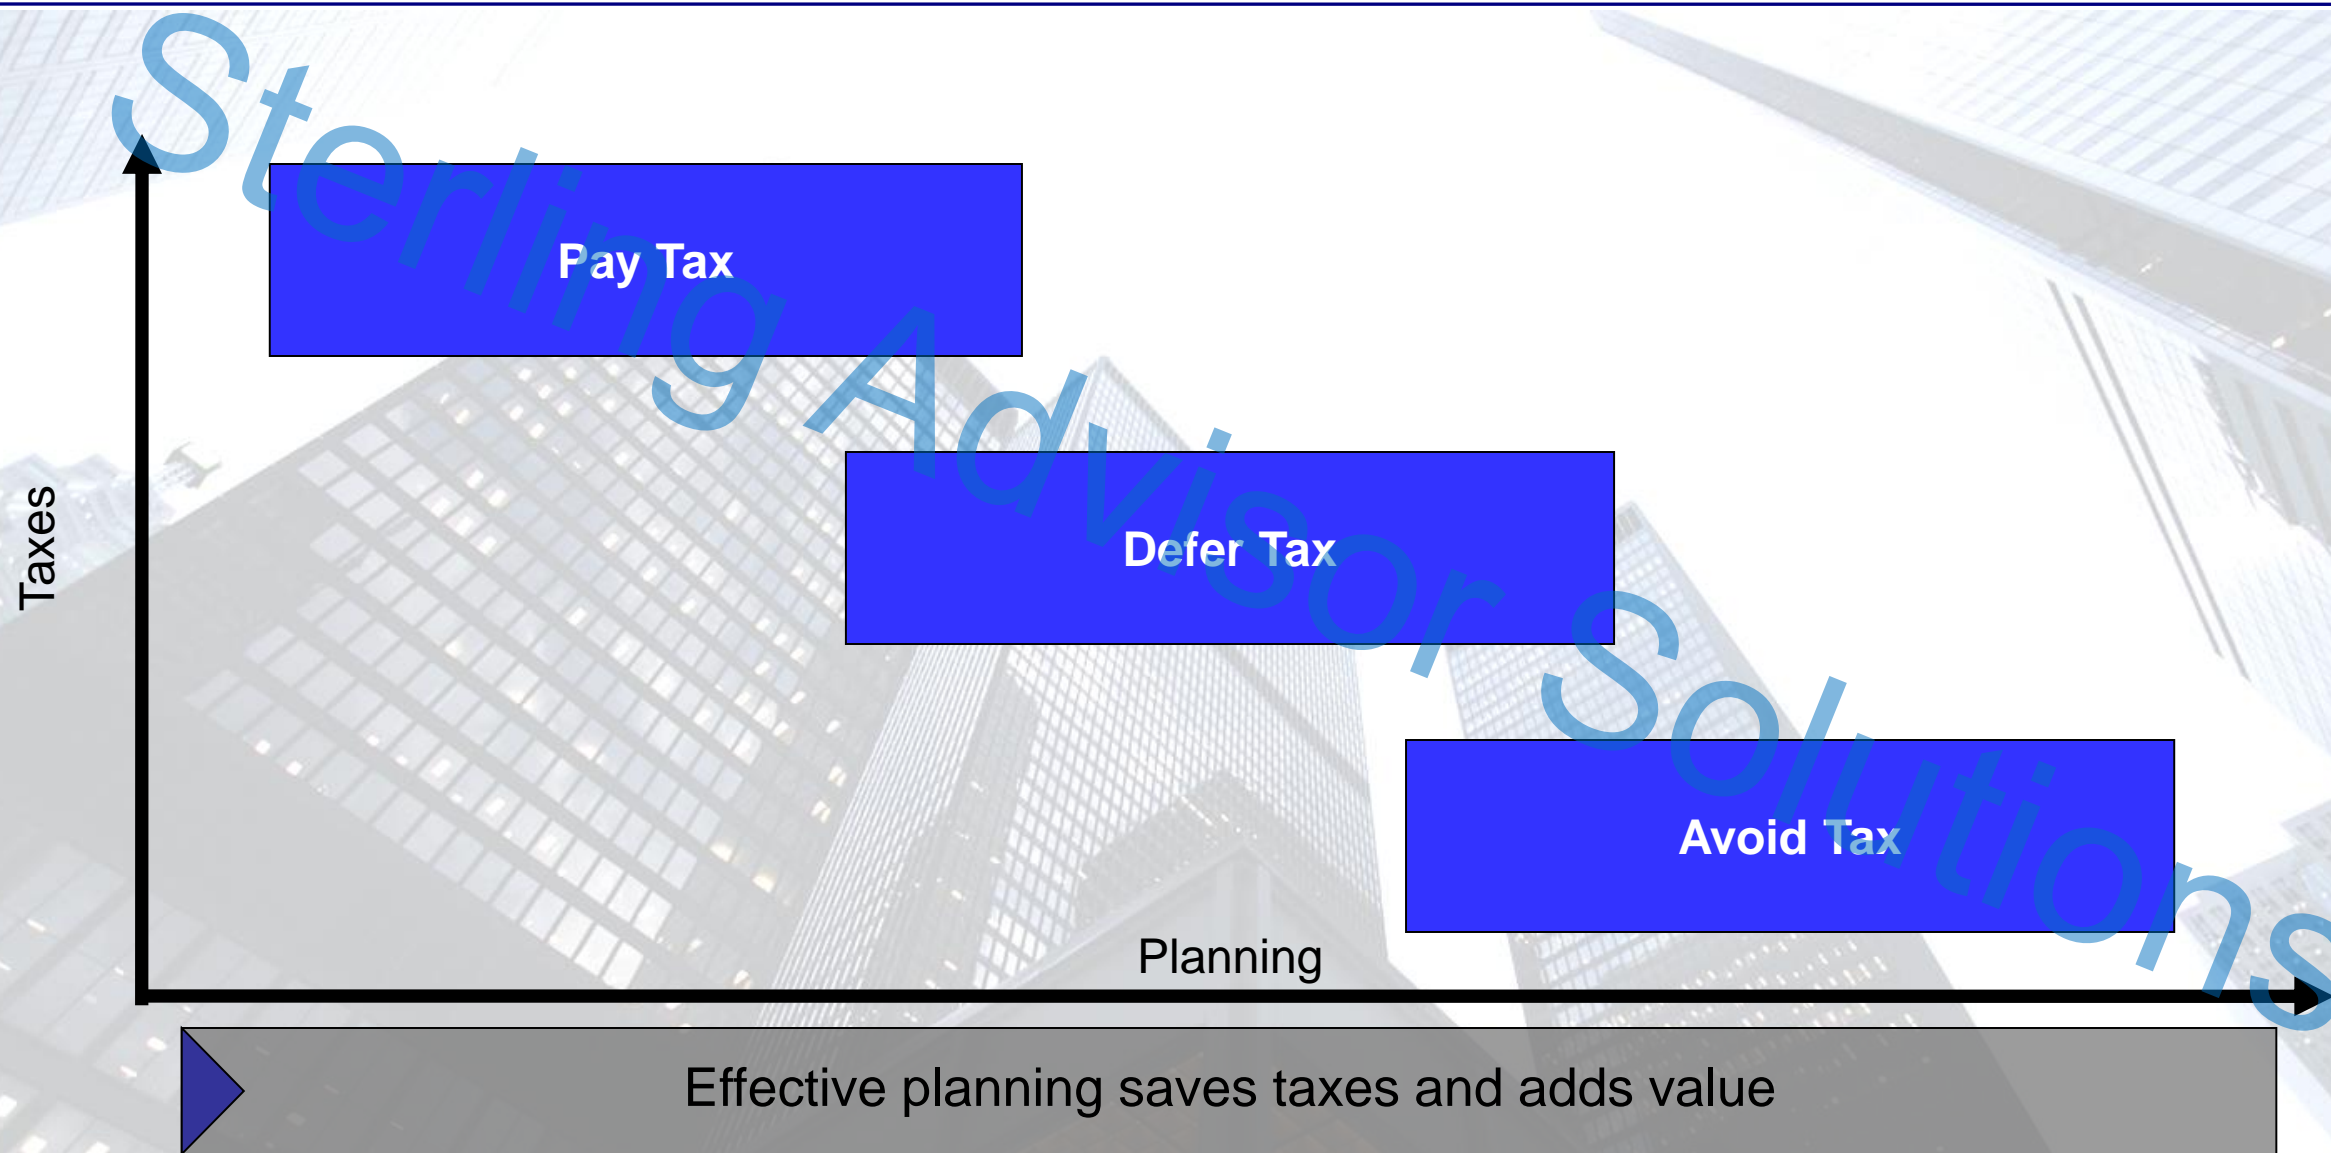 Sterling Advisor Solutions
Pay Tax
Defer Tax
Avoid Tax
Taxes
Planning
Effective planning saves taxes and adds value